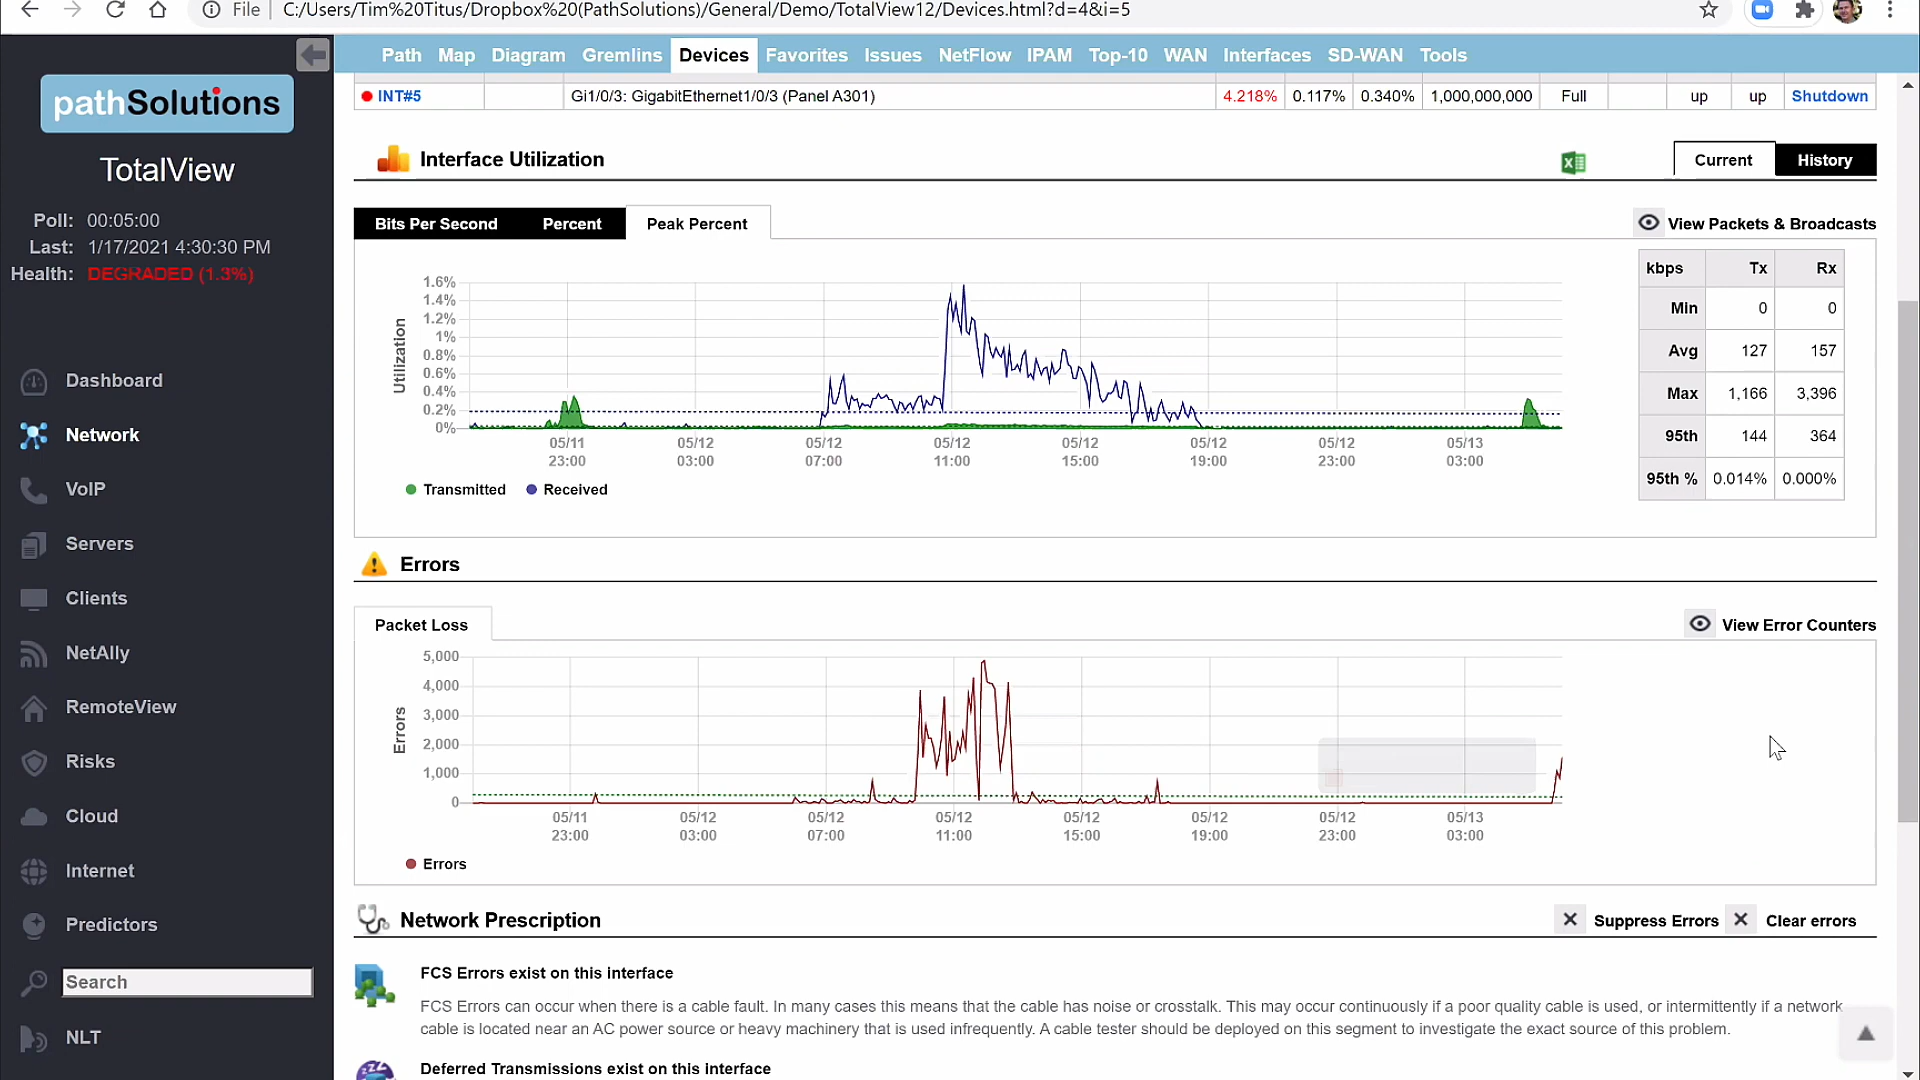 File
C:/Users/Tim%20Titus/Dropbox%20(PathSolutions)/General/Demo/TotalView12/Devices.html?d=4&i=5
Path Map Diagram Gremlins Devices Favorites Issues NetFlow IPAM Top-10 WAN Interfaces SD-WAN Tools
pathSolutions
TotalView
Poll: 00:05:00
Last: 1/17/2021 4:30:30 PM
Health: DEGRADED (1.3%)
Dashboard
Network
VoIP
Servers
Clients
NetAlly
RemoteView
Risks
Cloud
Internet
Predictors
Search
NLT
INT#5 Gi1/0/3: GigabitEthernet1/0/3 (Panel A301) 4.218% 0.117% 0.340% 1,000,000,000 Full up up Shutdown
Interface Utilization
Current History
Bits Per Second Percent Peak Percent
View Packets & Broadcasts
Utilization
1.6%
1.4%
1.2%
1%
0.8%
0.6%
0.4%
0.2%
0%
05/11 05/12 05/12 05/12 05/12 05/12 05/12 05/13
23:00 03:00 07:00 11:00 15:00 19:00 23:00 03:00
Transmitted Received
kbps Tx Rx
Min 0 0
Avg 127 157
Max 1,166 3,396
95th 144 364
95th % 0.014% 0.000%
Errors
Packet Loss
View Error Counters
Errors
5,000
4,000
3,000
2,000
1,000
0
05/11 05/12 05/12 05/12 05/12 05/12 05/12 05/13
23:00 03:00 07:00 11:00 15:00 19:00 23:00 03:00
Errors
Network Prescription
Suppress Errors Clear errors
FCS Errors exist on this interface
FCS Errors can occur when there is a cable fault. In many cases this means that the cable has noise or crosstalk. This may occur continuously if a poor quality cable is used, or intermittently if a network
cable is located near an AC power source or heavy machinery that is used infrequently. A cable tester should be deployed on this segment to investigate the exact source of this problem.
Deferred Transmissions exist on this interface